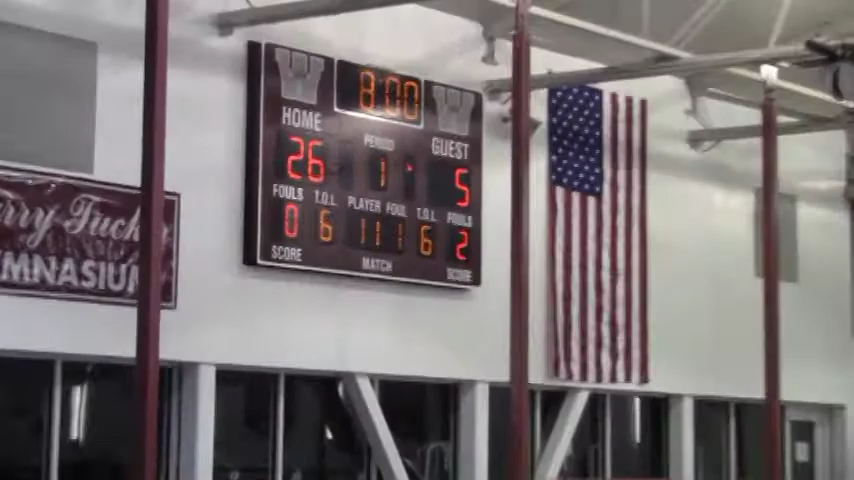 W W
8:00
HOME
PERIOD
GUEST
26 1 5
FOULS T.O.L PLAYER FOUL T.O.L FOULS
0 6 11 1 6 2
SCORE MATCH SCORE